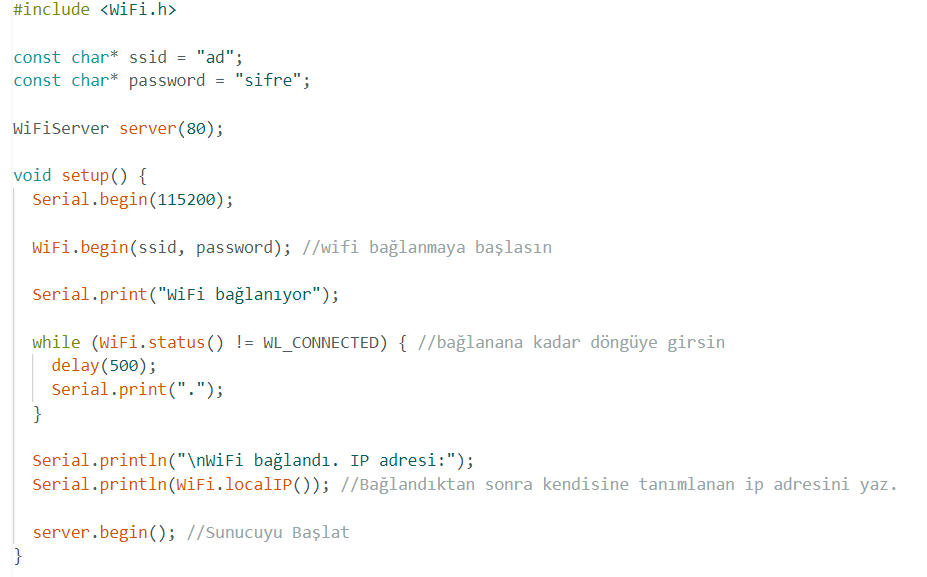 #include <WiFi.h>
const char* ssid = "ad";
const char* password = "sifre";
WiFiServer server(80);
void setup() {
Serial.begin(115200);
WiFi.begin(ssid, password); //wifi bağlanmaya başlasın
Serial.print("WiFi bağlanıyor");
while (WiFi.status() != WL_CONNECTED) { //bağlanana kadar döngüye girsin
delay(500);
Serial.print(".");
}
Serial.println("\nWiFi bağlandı. IP adresi:");
Serial.println(WiFi.localIP()); //Bağlandıktan sonra kendisine tanımlanan ip adresini yaz.
server.begin(); //Sunucuyu Başlat
}